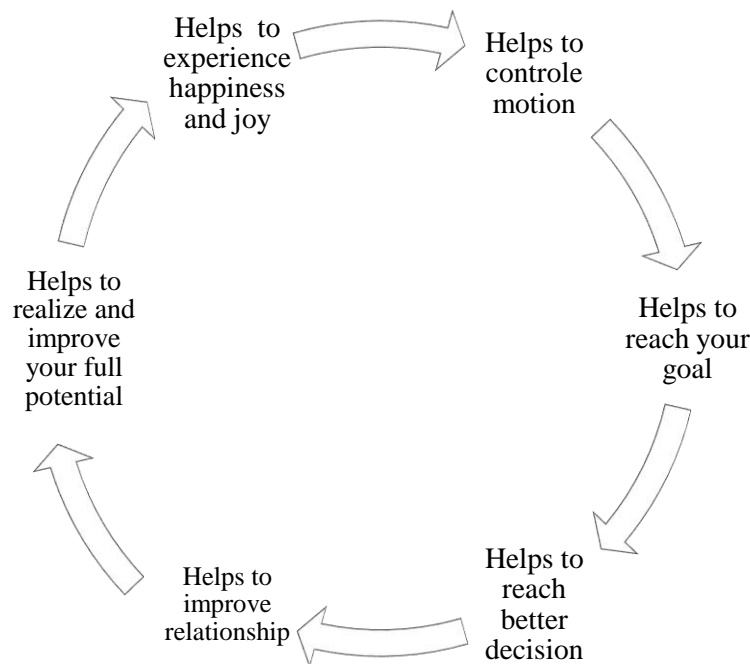 Helps to
experience
happiness
and joy
Helps to
controle
motion
Helps to
reach your
goal
Helps to
reach
better
decision
Helps to
improve
relationship
Helps to
realize and
improve
your full
potential